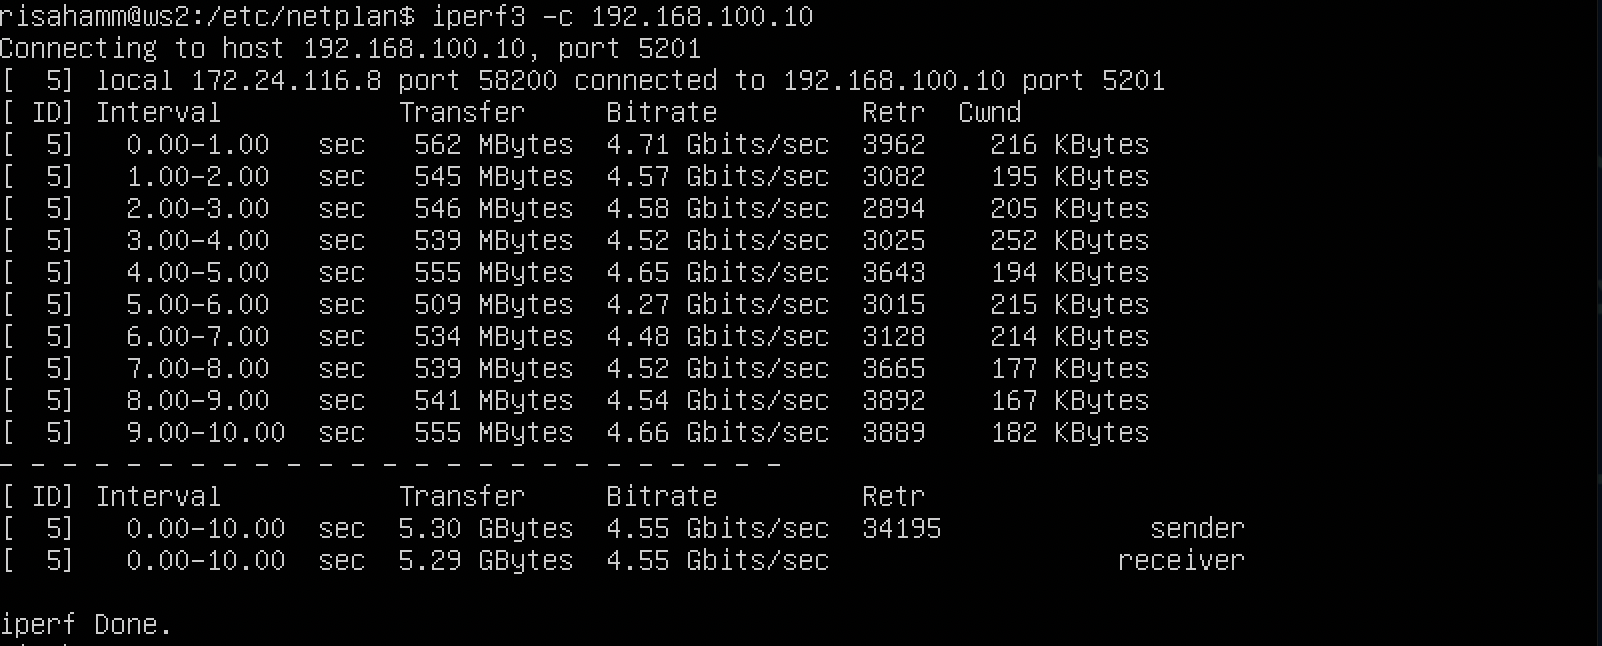 risahamm@ws2:/etc/netplan$ iperf3 -c 192.168.100.10
Connecting to host 192.168.100.10, port 5201
[  5] local 172.24.116.8 port 58200 connected to 192.168.100.10 port 5201
[ ID] Interval           Transfer     Bitrate         Retr  Cwnd
[  5]   0.00-1.00   sec   562 MBytes  4.71 Gbits/sec  3962    216 KBytes
[  5]   1.00-2.00   sec   545 MBytes  4.57 Gbits/sec  3082    195 KBytes
[  5]   2.00-3.00   sec   546 MBytes  4.58 Gbits/sec  2894    205 KBytes
[  5]   3.00-4.00   sec   539 MBytes  4.52 Gbits/sec  3025    252 KBytes
[  5]   4.00-5.00   sec   555 MBytes  4.65 Gbits/sec  3643    194 KBytes
[  5]   5.00-6.00   sec   509 MBytes  4.27 Gbits/sec  3015    215 KBytes
[  5]   6.00-7.00   sec   534 MBytes  4.48 Gbits/sec  3128    214 KBytes
[  5]   7.00-8.00   sec   539 MBytes  4.52 Gbits/sec  3665    177 KBytes
[  5]   8.00-9.00   sec   541 MBytes  4.54 Gbits/sec  3892    167 KBytes
[  5]   9.00-10.00  sec   555 MBytes  4.66 Gbits/sec  3889    182 KBytes
- - - - - - - - - - - - - - - - - - - - - - - - -
[ ID] Interval           Transfer     Bitrate         Retr
[  5]   0.00-10.00  sec  5.30 GBytes  4.55 Gbits/sec  34195             sender
[  5]   0.00-10.00  sec  5.29 GBytes  4.55 Gbits/sec                  receiver
iperf Done.